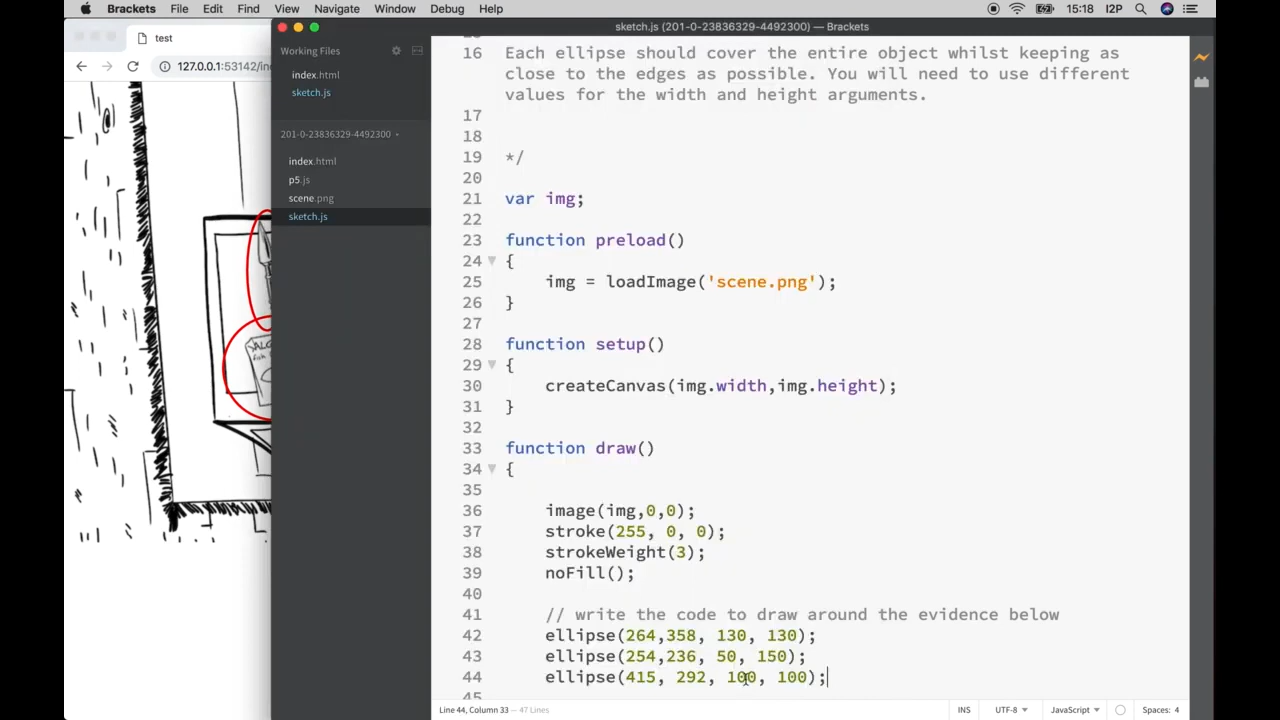 Brackets File Edit Find View Navigate Window Debug Help 15:18 I2P
sketch.js (201-0-23836329-4492300) — Brackets
test
127.0.0.1:53142/in
Working Files
index.html
sketch.js
201-0-23836329-4492300
index.html
p5.js
scene.png
sketch.js
16 Each ellipse should cover the entire object whilst keeping as
close to the edges as possible. You will need to use different
values for the width and height arguments.
17
18
19 */
20
21 var img;
22
23 function preload()
24 {
25 img = loadImage('scene.png');
26 }
27
28 function setup()
29 {
30 createCanvas(img.width,img.height);
31 }
32
33 function draw()
34 {
35
36 image(img,0,0);
37 stroke(255, 0, 0);
38 strokeWeight(3);
39 noFill();
40
41 // write the code to draw around the evidence below
42 ellipse(264,358, 130, 130);
43 ellipse(254,236, 50, 150);
44 ellipse(415, 292, 100, 100);
45
Line 44, Column 33 — 47 Lines
INS UTF-8 JavaScript Spaces: 4